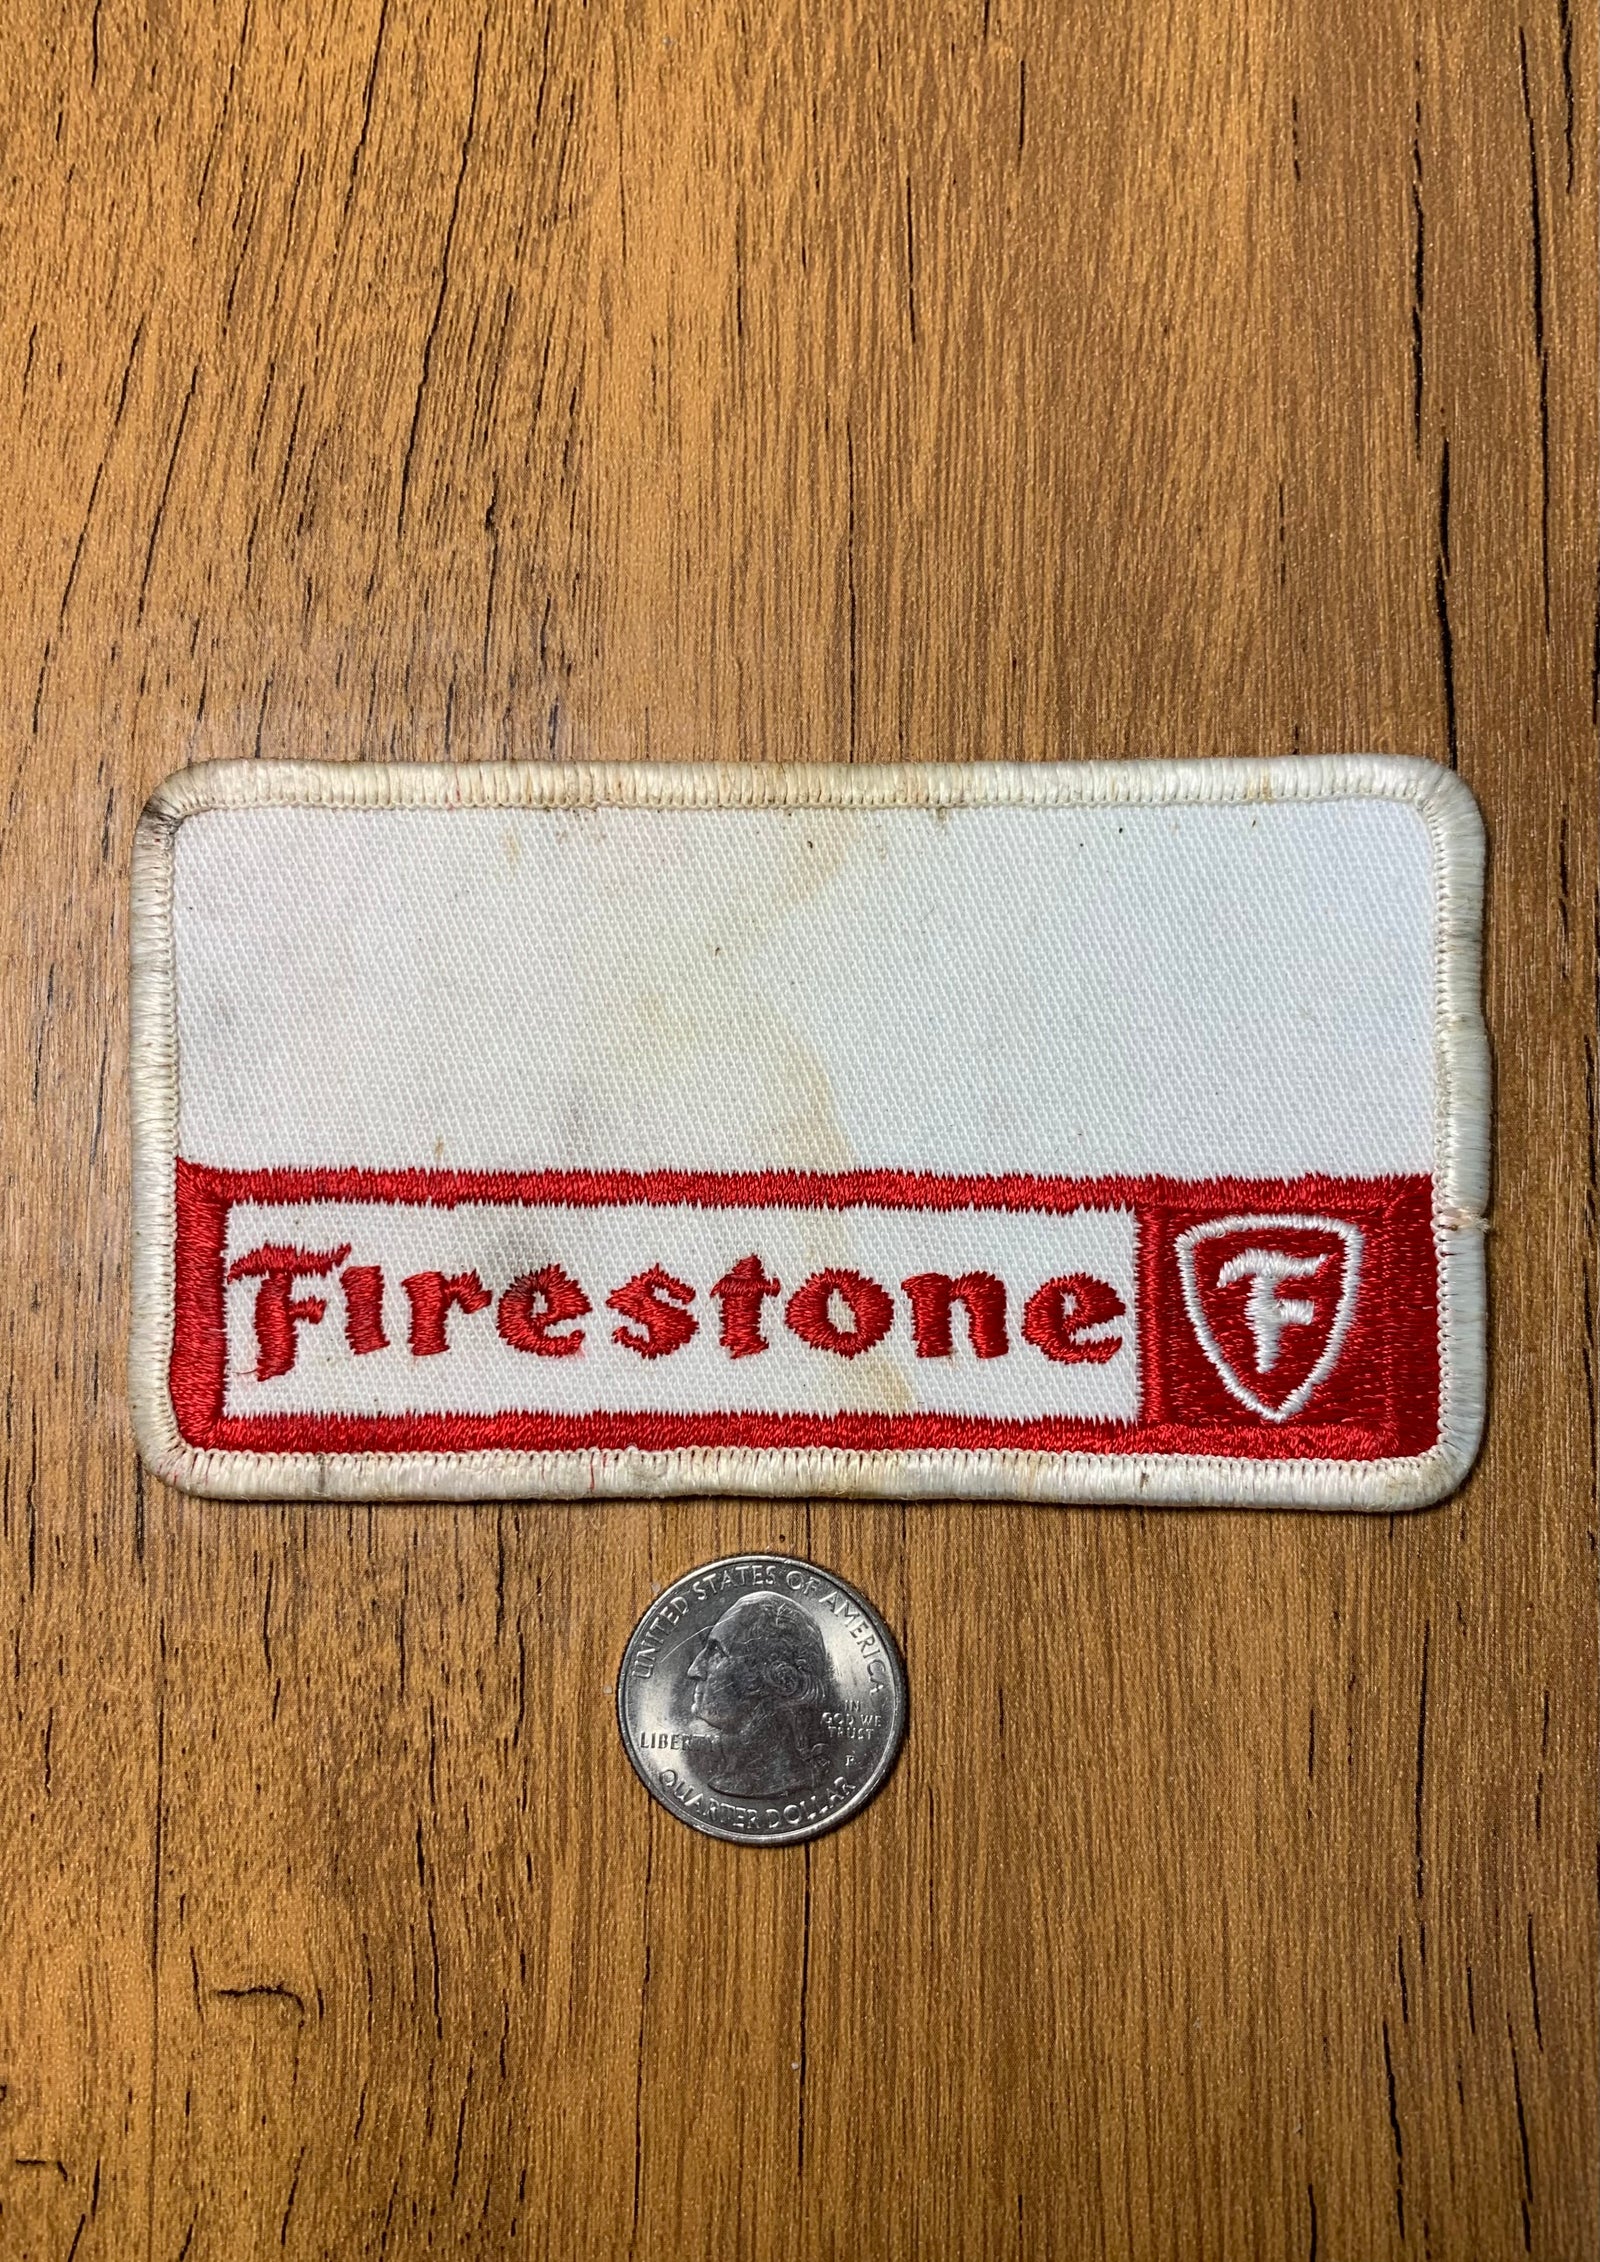 Firestone
F
UNITED STATES OF AMERICA
LIBERTY
IN
GOD WE
TRUST
P
QUARTER DOLLAR